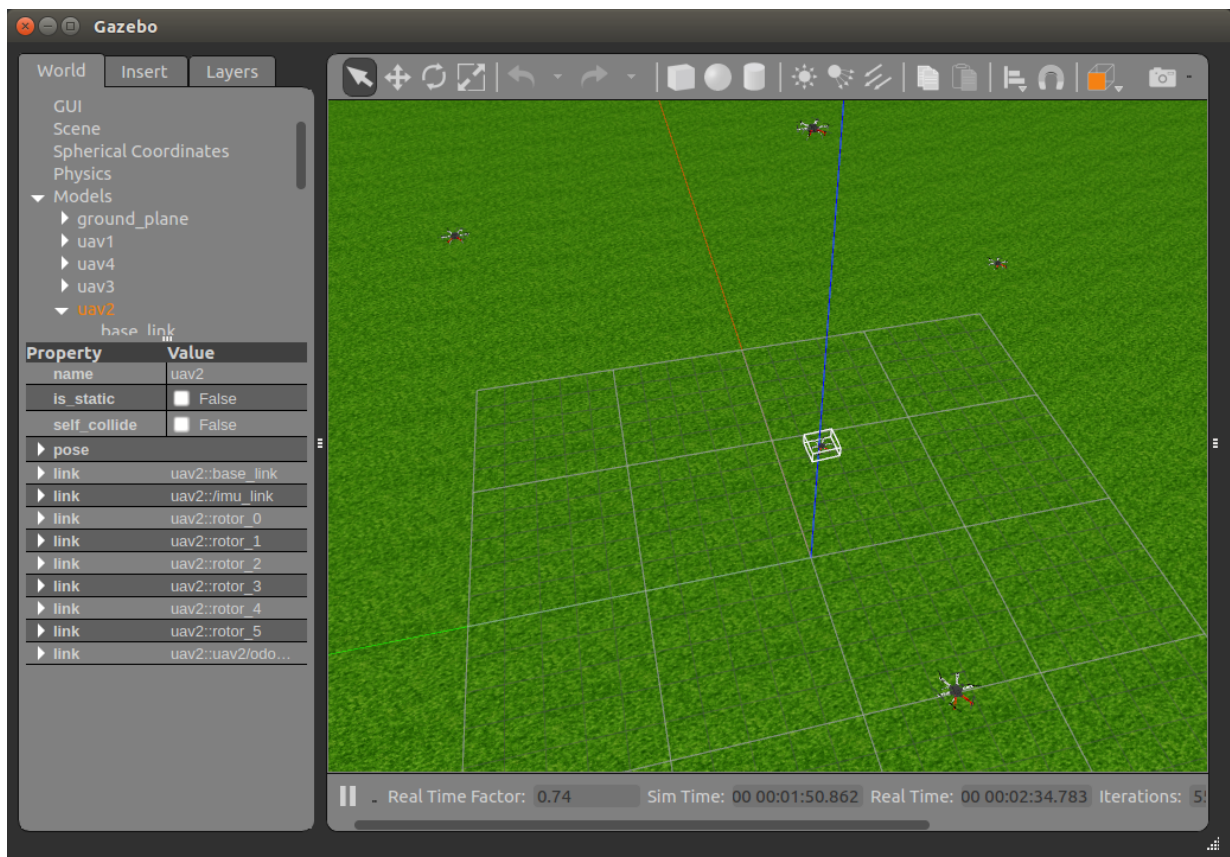 Gazebo
World Insert Layers
GUI
Scene
Spherical Coordinates
Physics
Models
ground_plane
uav1
uav4
uav3
uav2
base_link
Property Value
name uav2
is_static False
self_collide False
pose
link uav2::base_link
link uav2::/imu_link
link uav2::rotor_0
link uav2::rotor_1
link uav2::rotor_2
link uav2::rotor_3
link uav2::rotor_4
link uav2::rotor_5
link uav2::uav2/odo...
Real Time Factor: 0.74 Sim Time: 00 00:01:50.862 Real Time: 00 00:02:34.783 Iterations: